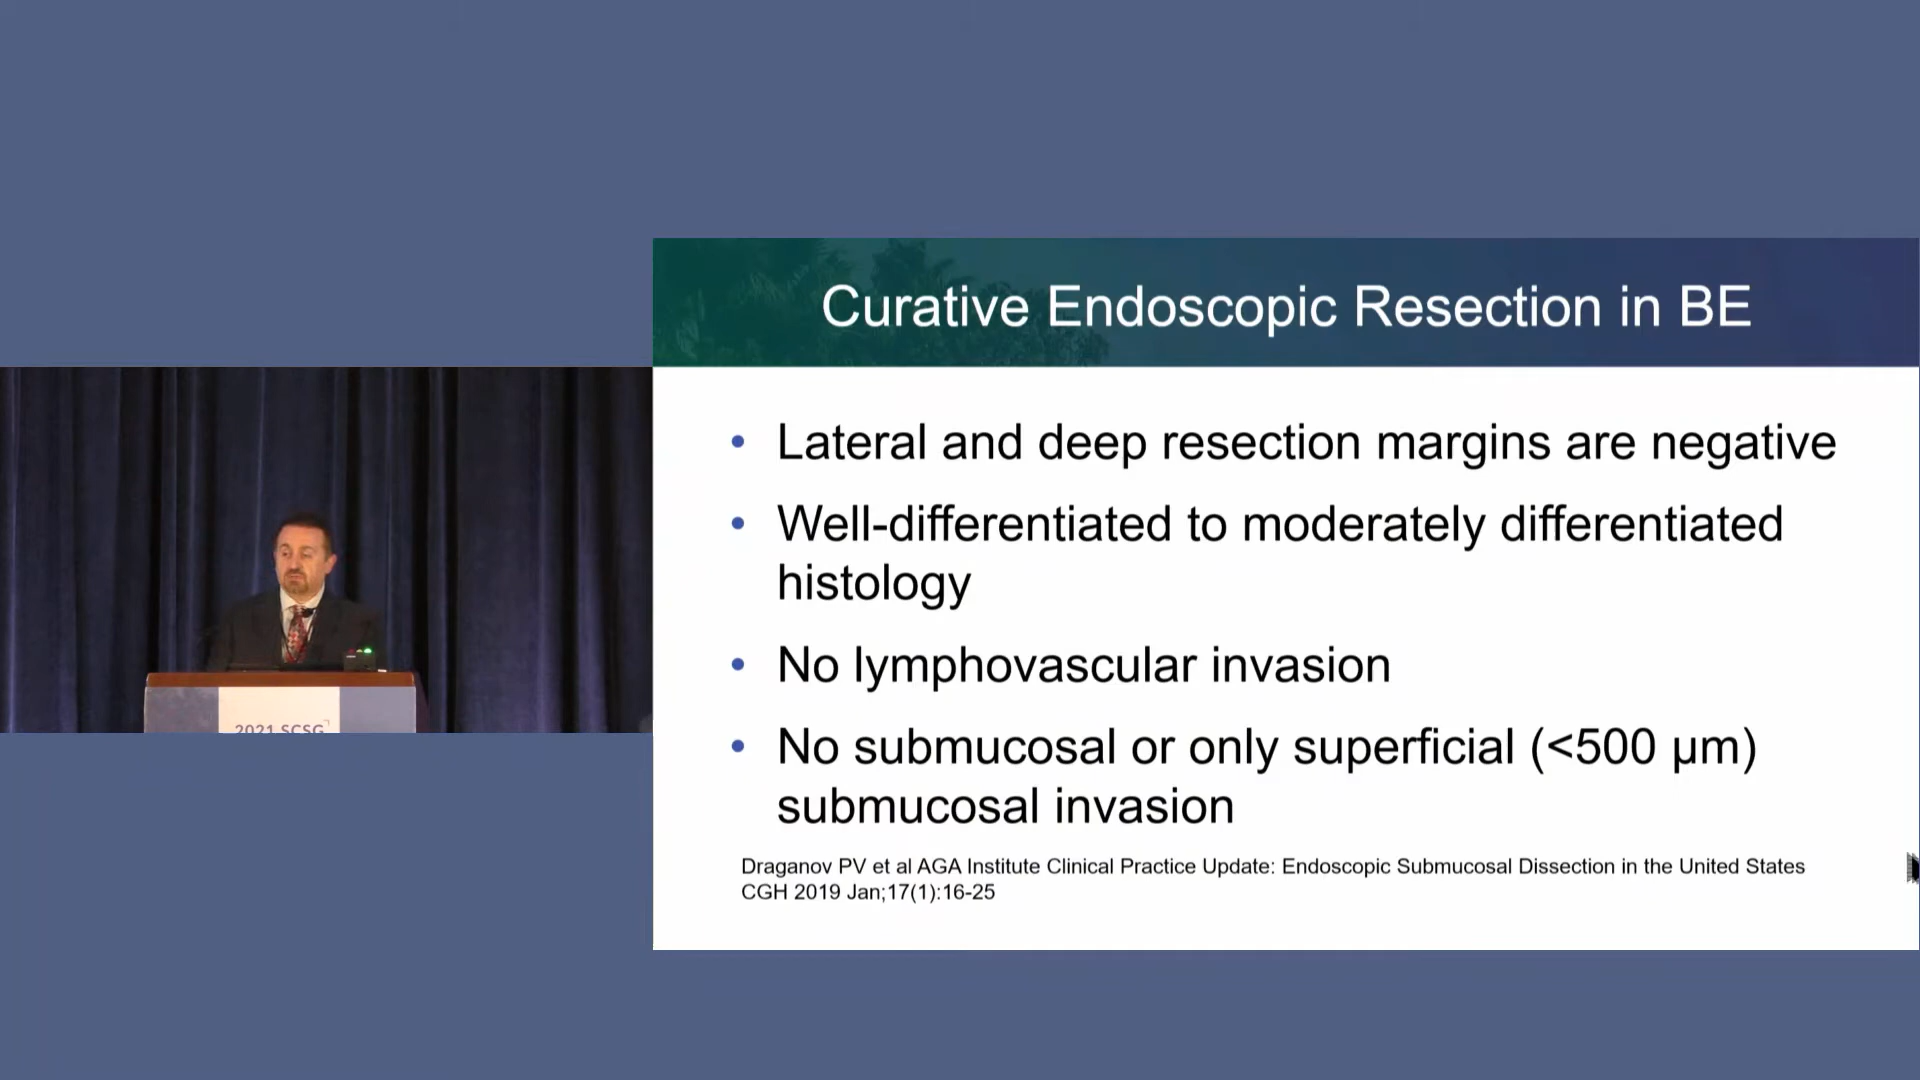 Curative Endoscopic Resection in BE
• Lateral and deep resection margins are negative
• Well-differentiated to moderately differentiated
histology
• No lymphovascular invasion
• No submucosal or only superficial (<500 μm)
submucosal invasion
Draganov PV et al AGA Institute Clinical Practice Update: Endoscopic Submucosal Dissection in the United States
CGH 2019 Jan;17(1):16-25
2021 SCSG